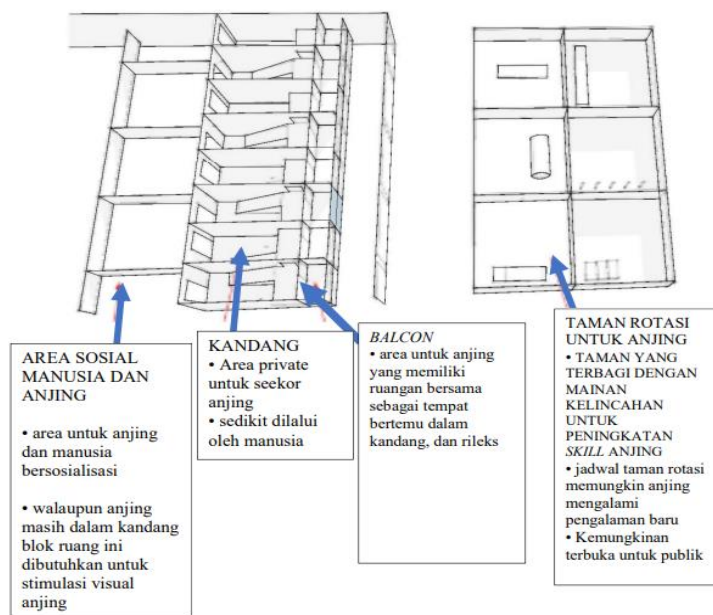 AREA SOSIAL
MANUSIA DAN
ANJING
• area untuk anjing
dan manusia
bersosialisasi
• walaupun anjing
masih dalam kandang
blok ruang ini
dibutuhkan untuk
stimulasi visual
anjing
KANDANG
• Area private
untuk seekor
anjing
• sedikit dilalui
oleh manusia
BALCON
• area untuk anjing
yang memiliki
ruangan bersama
sebagai tempat
bertemu dalam
kandang, dan rileks
TAMAN ROTASI
UNTUK ANJING
• TAMAN YANG
TERBAGI DENGAN
MAINAN
KELINCAHAN
UNTUK
PENINGKATAN
SKILL ANJING
• jadwal taman rotasi
memungkin anjing
mengalami
pengalaman baru
• Kemungkinan
terbuka untuk publik